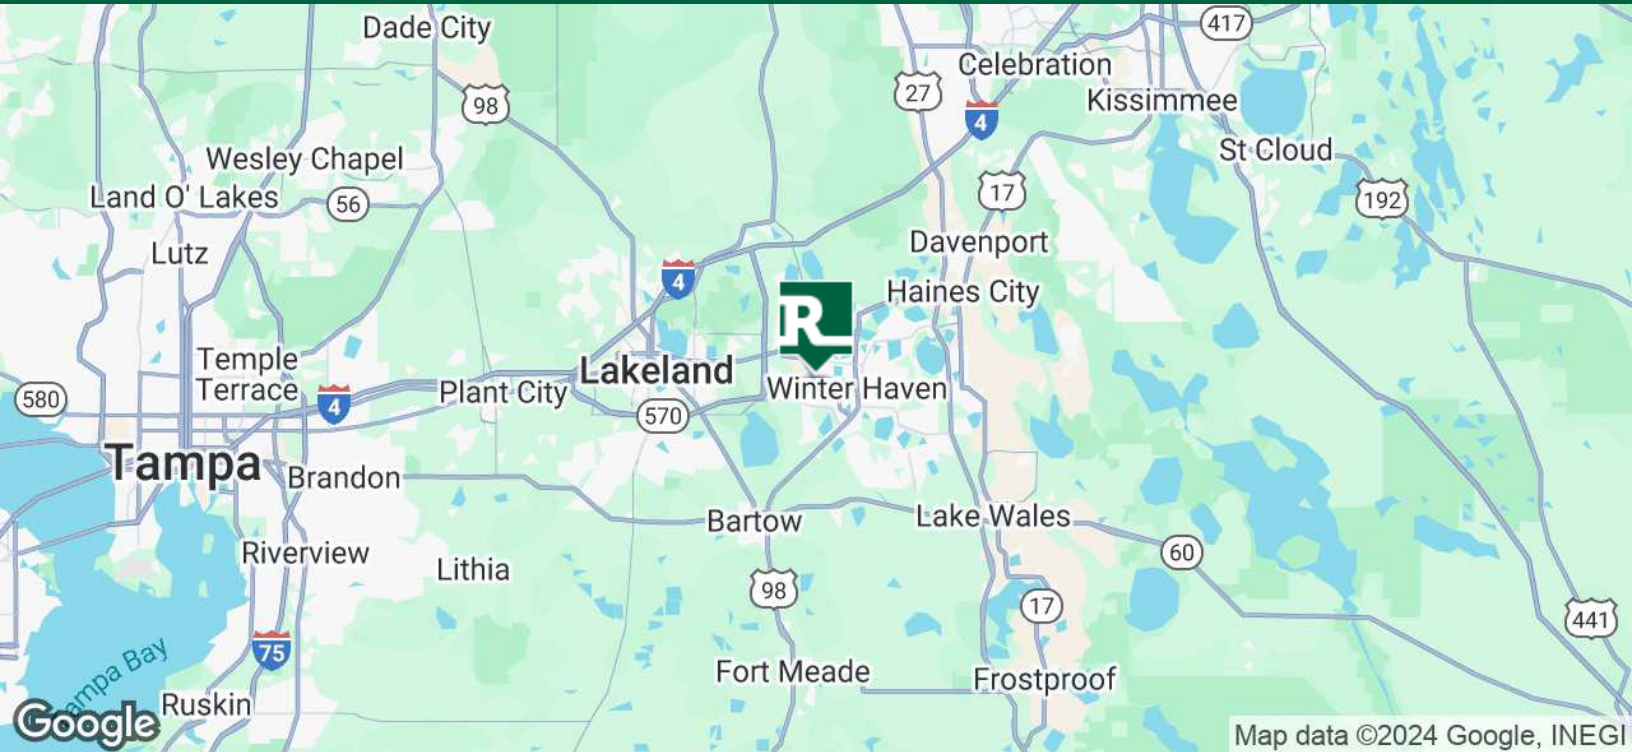 Dade City
417
Celebration
27
Kissimmee
98
4
St Cloud
Wesley Chapel
17
192
Land O' Lakes
56
Davenport
Lutz
4
Haines City
R
Temple
Terrace
Lakeland
Winter Haven
580
4
Plant City
570
Tampa
Brandon
Bartow
Lake Wales
60
Riverview
Lithia
98
17
441
75
Tampa Bay
Fort Meade
Frostproof
Ruskin
Google
Map data ©2024 Google, INEGI